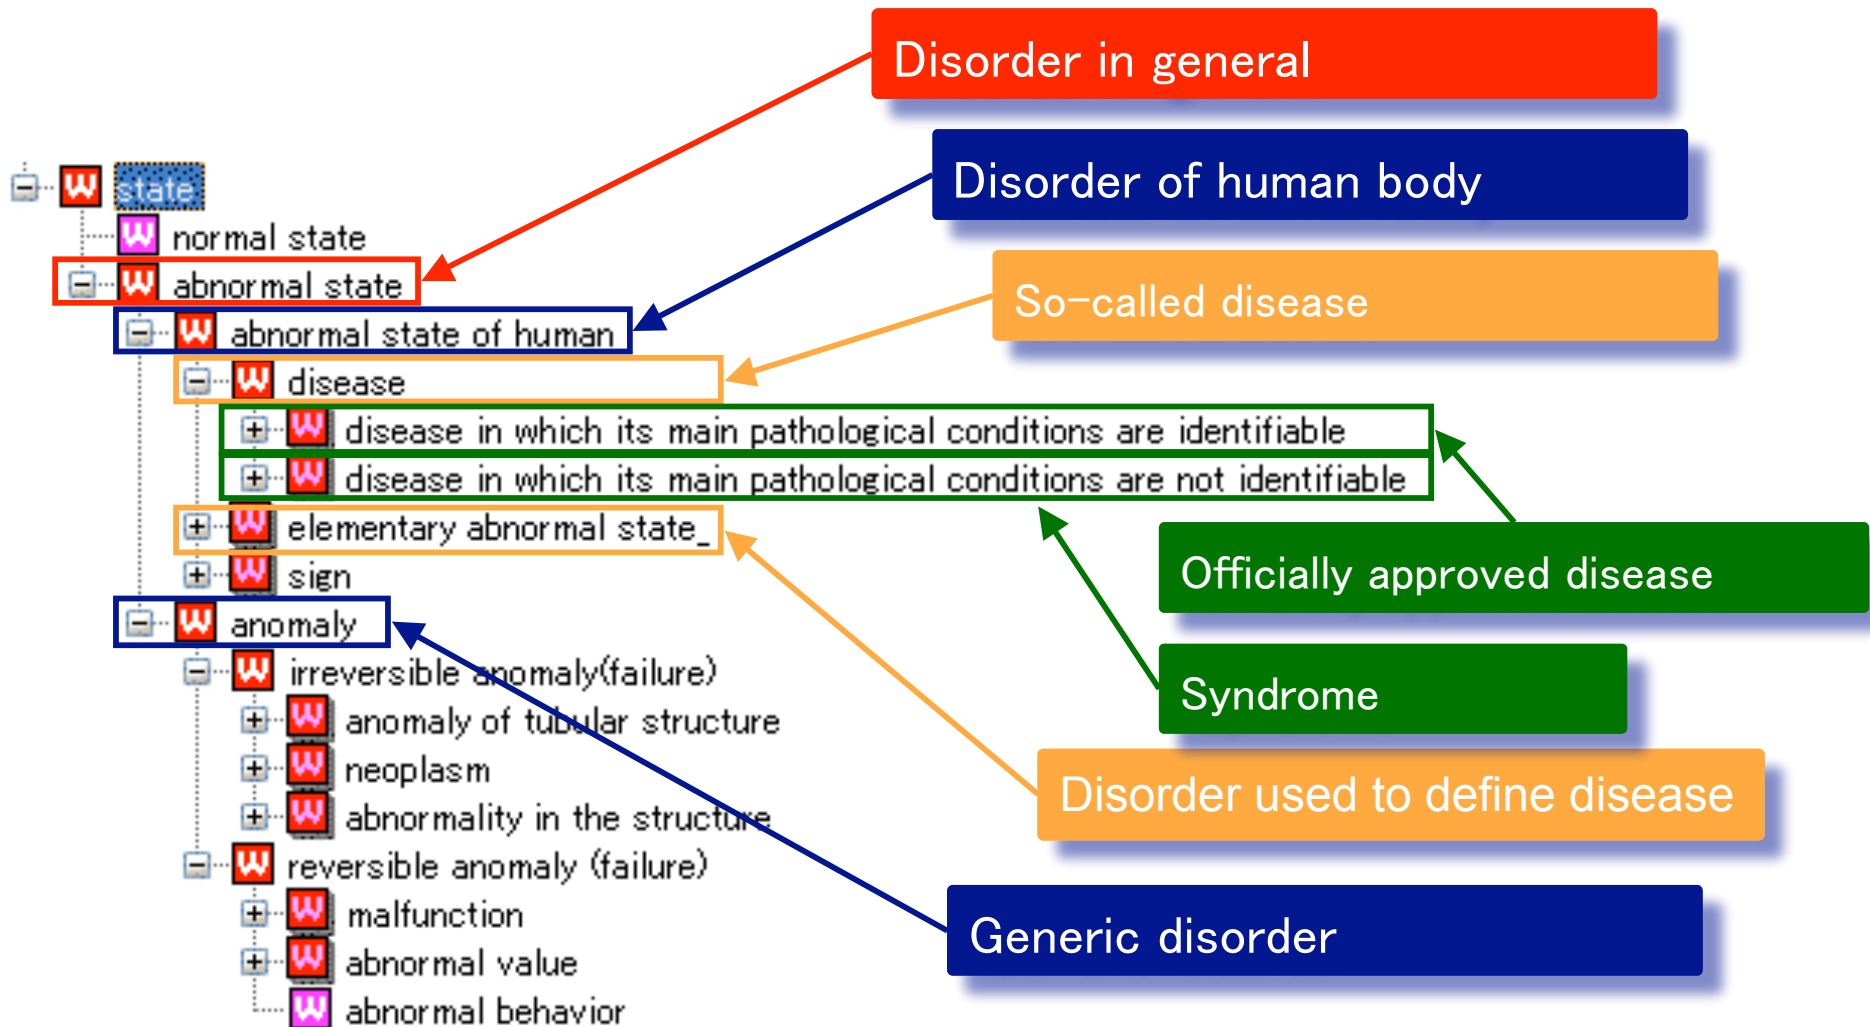 Disorder in general
Disorder of human body
state
normal state
So-called disease
abnormal state
abnormal state of human
disease
disease in which its main pathological conditions are identifiable
disease in which its main pathological conditions are not identifiable
elementary abnormal state_
Officially approved disease
sign
anomaly
irreversible anomaly(failure)
Syndrome
anomaly of tubular structure
neoplasm
Disorder used to define disease
abnormality in the structure
reversible anomaly (failure)
malfunction
Generic disorder
abnormal value
abnormal behavior